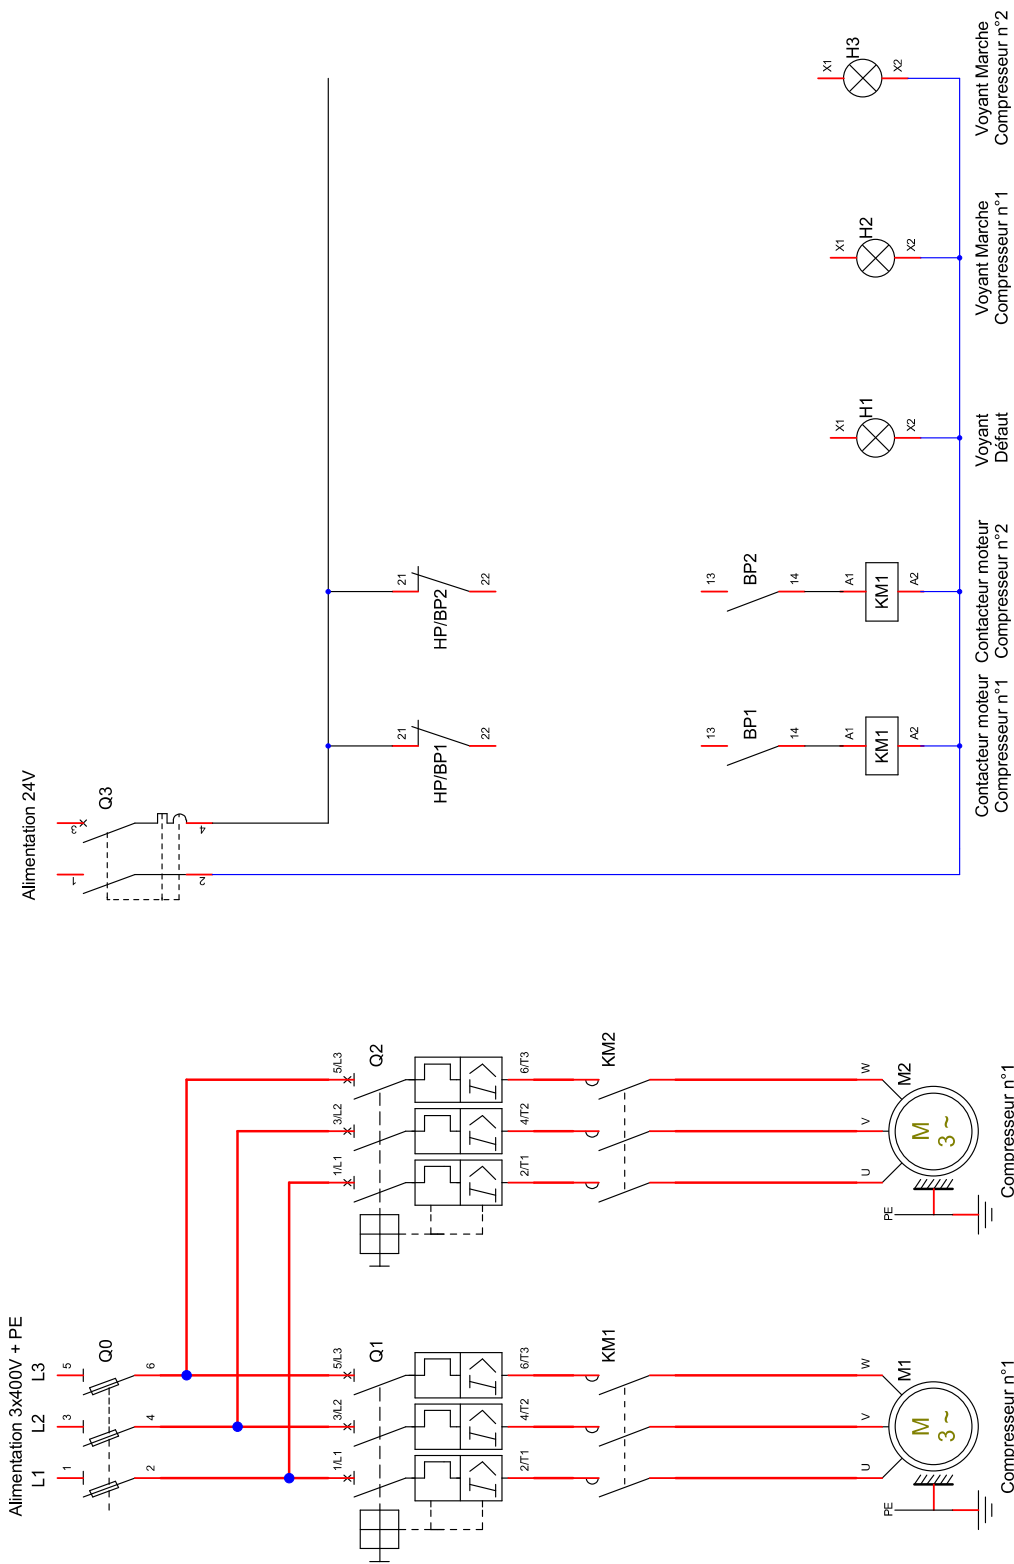 Alimentation 3x400V + PE
L1 L2 L3
1 3 5
Q0
2 4 6
1/L1 3/L2 5/L3
Q1
2/T1 4/T2 6/T3
KM1
U V W
PE
M1
M
3 ~
Compresseur n°1
1/L1 3/L2 5/L3
Q2
2/T1 4/T2 6/T3
KM2
U V W
PE
M2
M
3 ~
Compresseur n°1
Alimentation 24V
1 3
Q3
2 4
21 21
HP/BP1 HP/BP2
22 22
13 13
BP1 BP2
14 14
X1 X1 X1
A1 A1
H1 H2 H3
KM1 KM1
A2 A2
X2 X2 X2
Contacteur moteur
Compresseur n°1
Contacteur moteur
Compresseur n°2
Voyant
Défaut
Voyant Marche
Compresseur n°1
Voyant Marche
Compresseur n°2